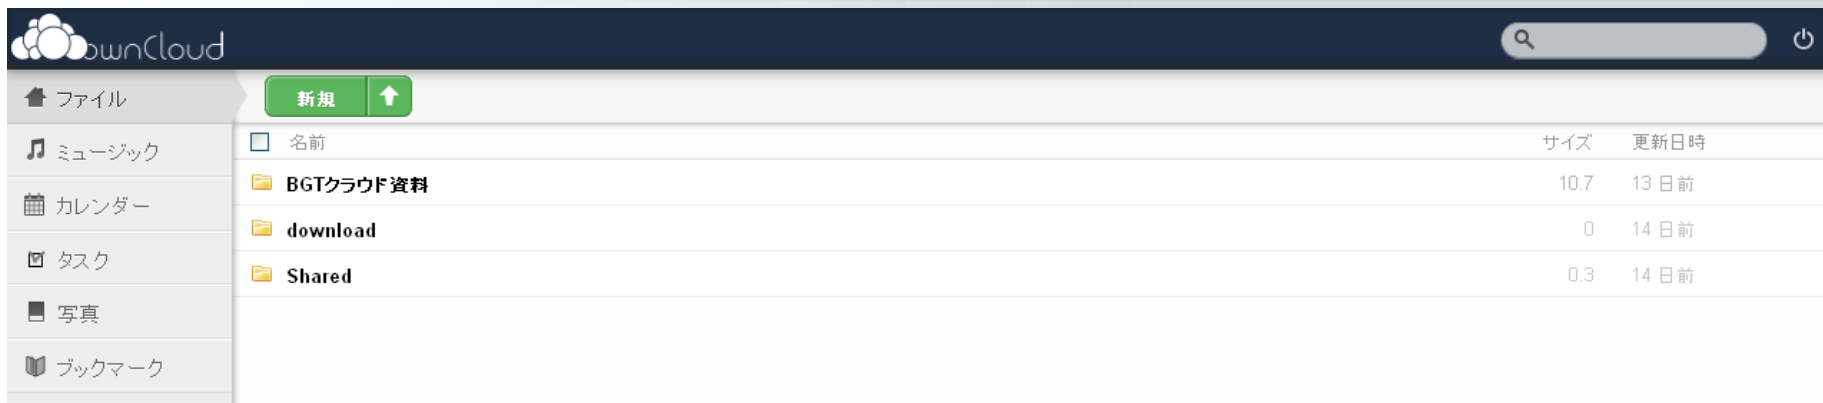 ownCloud
ファイル
新規
ミュージック
名前 サイズ 更新日時
BGTクラウド資料 10.7 13 日前
カレンダー
download 0 14 日前
タスク
Shared 0.3 14 日前
写真
ブックマーク